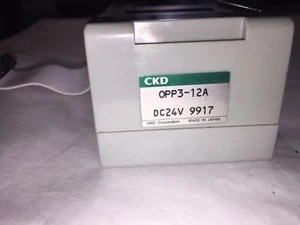 CKD
OPP3-12A
DC24V 9917
CKD Corporation MADE IN JAPAN